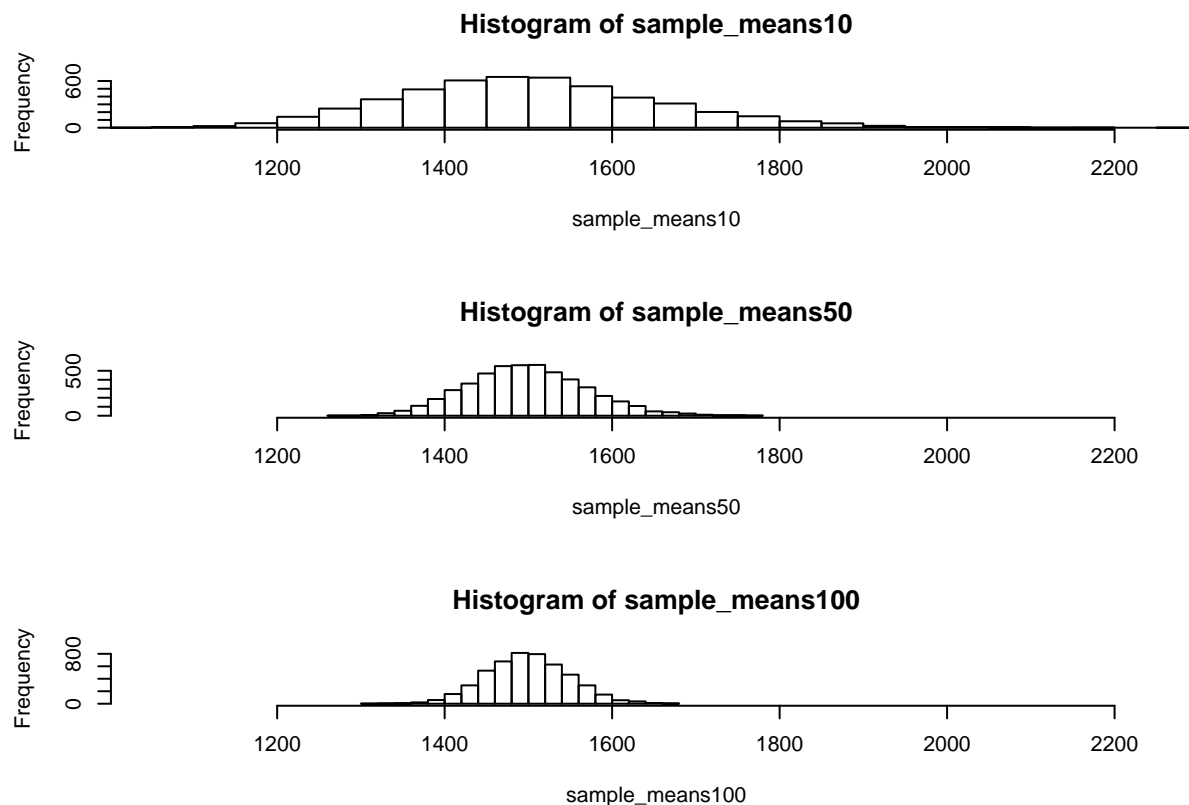 Histogram of sample_means10
Frequency
0 600
1200 1400 1600 1800 2000 2200
sample_means10
Histogram of sample_means50
Frequency
0 500
1200 1400 1600 1800 2000 2200
sample_means50
Histogram of sample_means100
Frequency
0 800
1200 1400 1600 1800 2000 2200
sample_means100